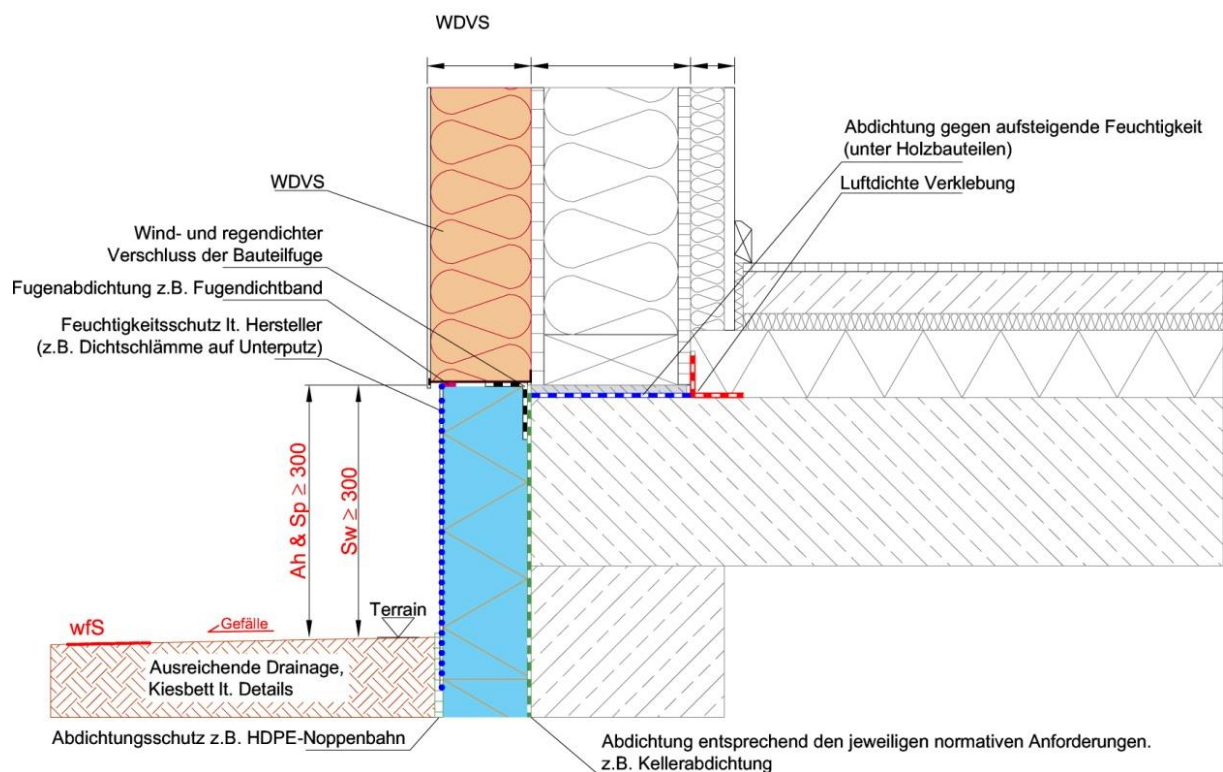 WDVS
Abdichtung gegen aufsteigende Feuchtigkeit
(unter Holzbauteilen)
Luftdichte Verklebung
WDVS
Wind- und regendichter
Verschluss der Bauteilfuge
Fugenabdichtung z.B. Fugendichtband
Feuchtigkeitsschutz lt. Hersteller
(z.B. Dichtschlämme auf Unterputz)
Ah & Sp ≥ 300
Sw ≥ 300
wfS
Gefälle
Terrain
Ausreichende Drainage,
Kiesbett lt. Details
Abdichtungsschutz z.B. HDPE-Noppenbahn
Abdichtung entsprechend den jeweiligen normativen Anforderungen.
z.B. Kellerabdichtung